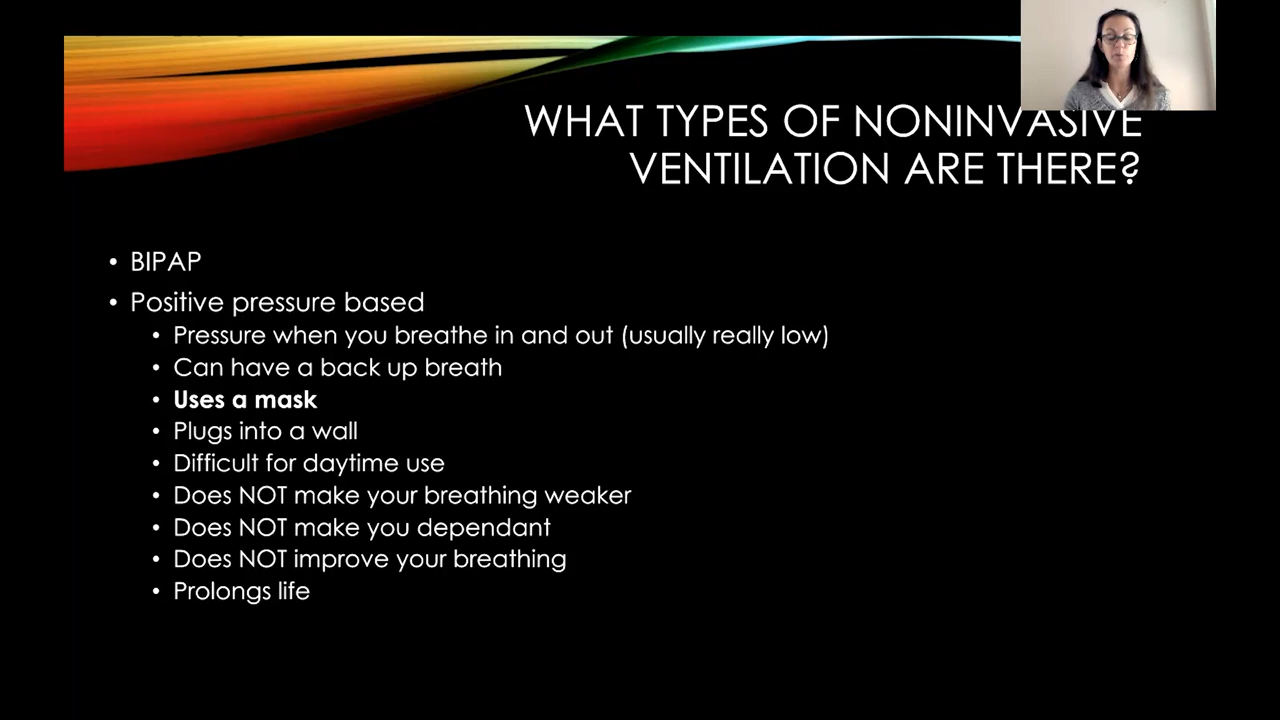 WHAT TYPES OF NONINVASIVE
VENTILATION ARE THERE?
• BIPAP
• Positive pressure based
• Pressure when you breathe in and out (usually really low)
• Can have a back up breath
• Uses a mask
• Plugs into a wall
• Difficult for daytime use
• Does NOT make your breathing weaker
• Does NOT make you dependant
• Does NOT improve your breathing
• Prolongs life